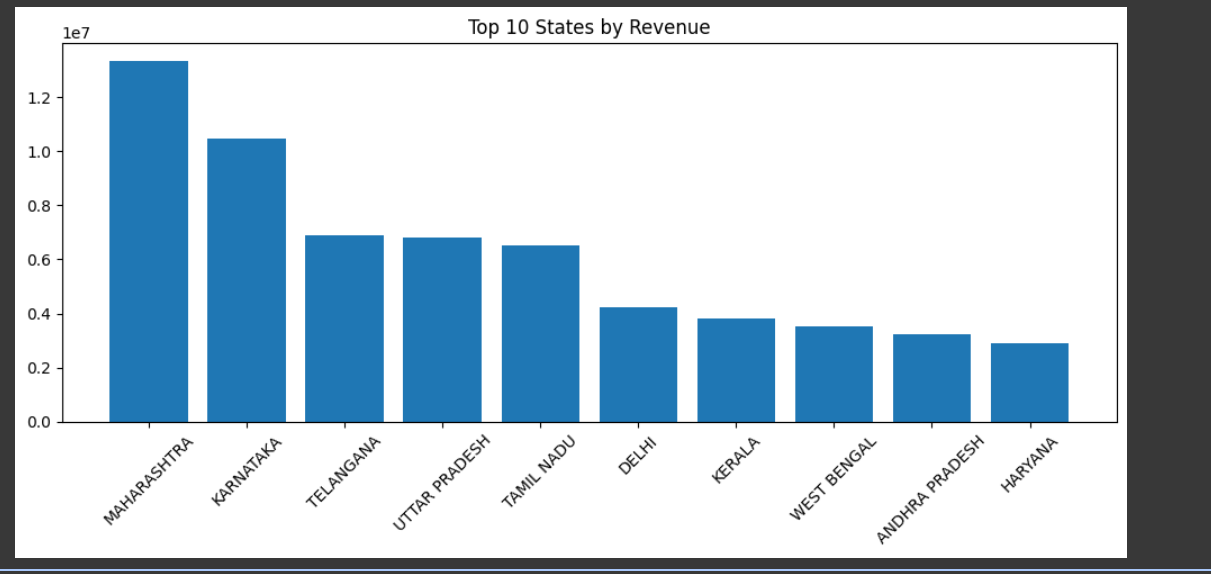 Top 10 States by Revenue
1e7
1.2
1.0
0.8
0.6
0.4
0.2
0.0
MAHARASHTRA
KARNATAKA
TELANGANA
UTTAR PRADESH
TAMIL NADU
DELHI
KERALA
WEST BENGAL
ANDHRA PRADESH
HARYANA